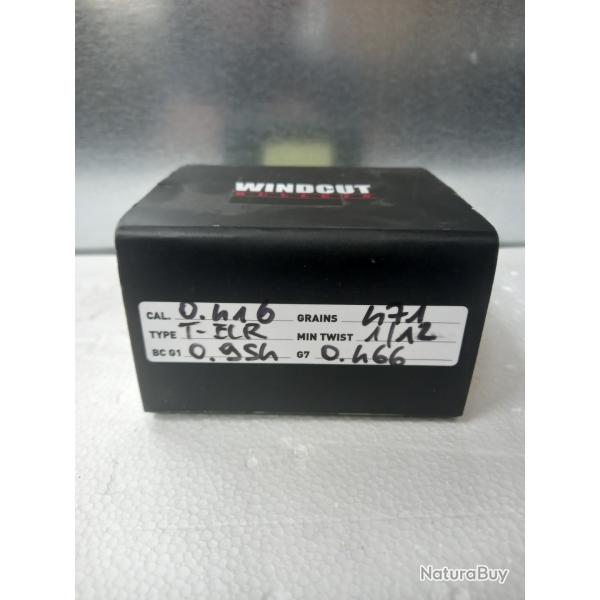 WINDCUT
BULLETS
CAL. 0.416 GRAINS 471
TYPE T-ELR MIN TWIST 1/12
BC G1 0.954 G7 0.466
NaturaBuy